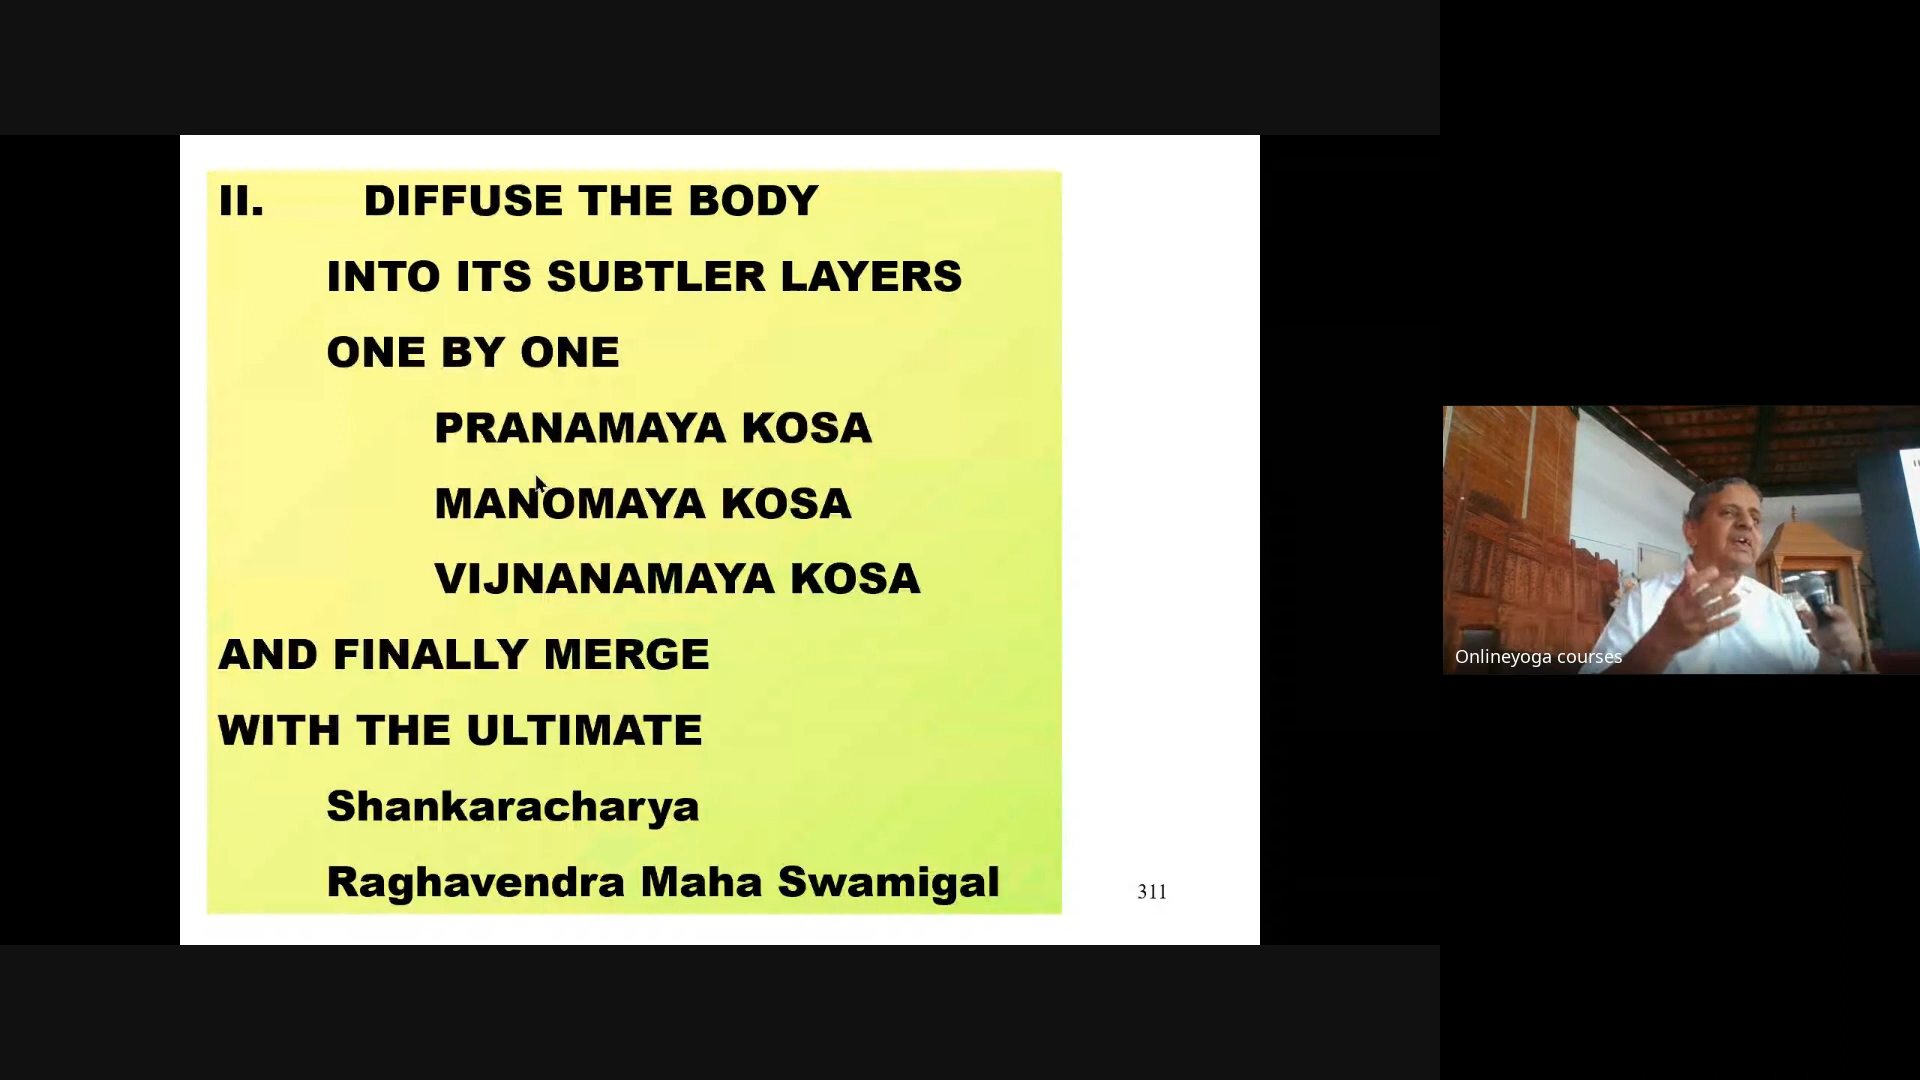 II. DIFFUSE THE BODY
INTO ITS SUBTLER LAYERS
ONE BY ONE
PRANAMAYA KOSA
MANOMAYA KOSA
VIJNANAMAYA KOSA
AND FINALLY MERGE
WITH THE ULTIMATE
Shankaracharya
Raghavendra Maha Swamigal
311
Onlineyoga courses